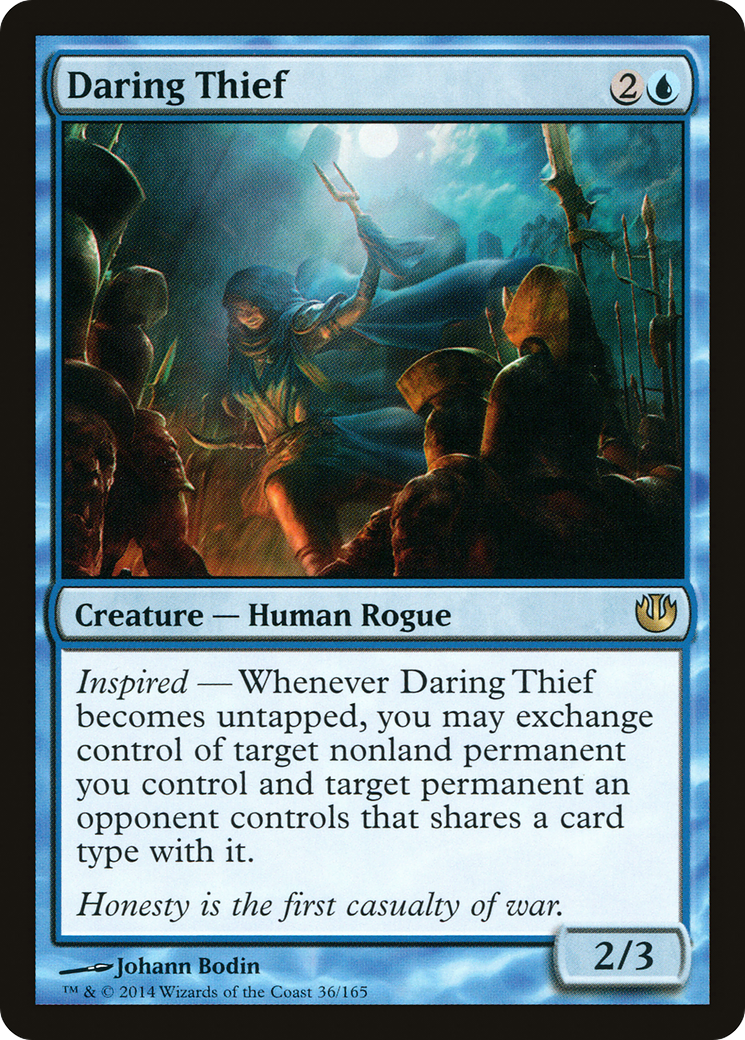 Daring Thief 2
Creature — Human Rogue
Inspired — Whenever Daring Thief
becomes untapped, you may exchange
control of target nonland permanent
you control and target permanent an
opponent controls that shares a card
type with it.
Honesty is the first casualty of war.
2/3
Johann Bodin
™ & © 2014 Wizards of the Coast 36/165